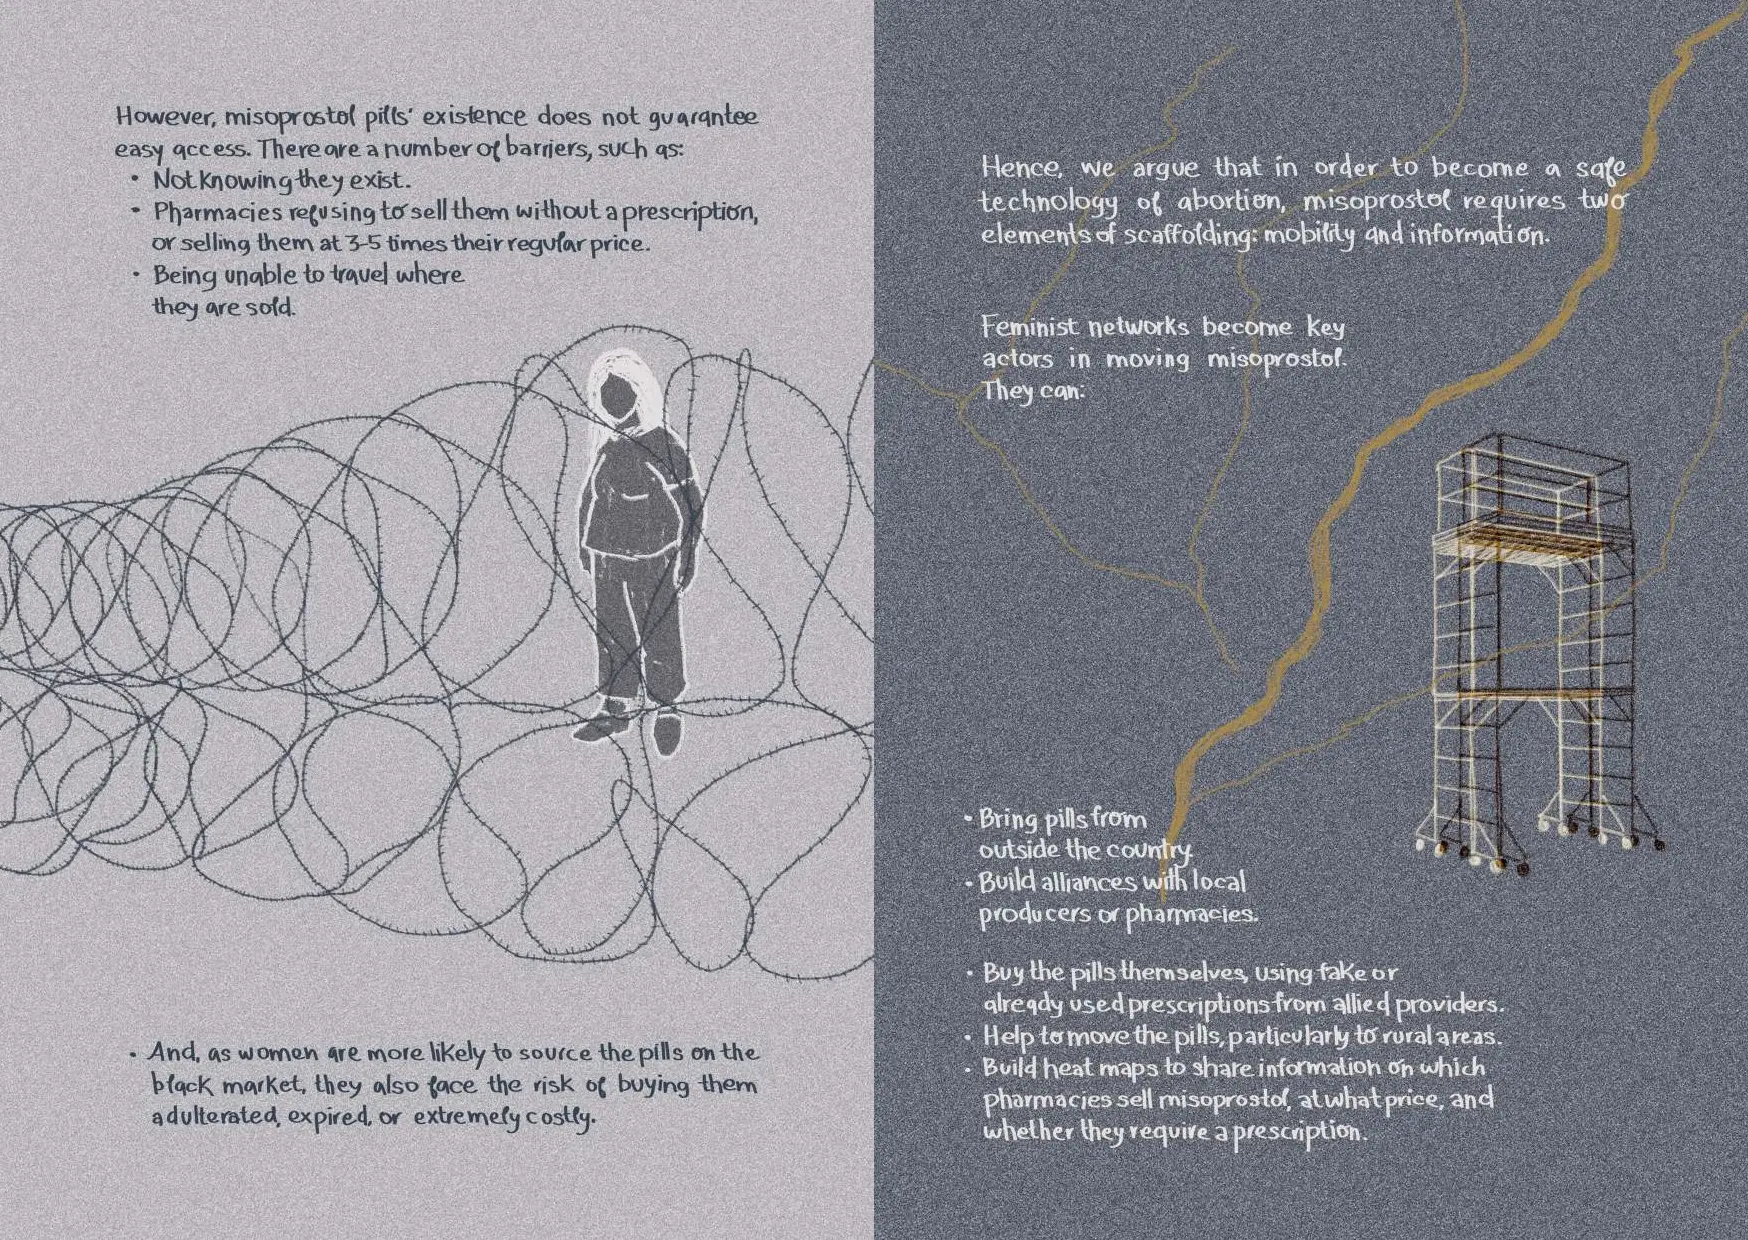 However, misoprostol pills' existence does not guarantee
easy access. There are a number of barriers, such as:
• Not knowing they exist.
• Pharmacies refusing to sell them without a prescription,
or selling them at 3-5 times their regular price.
• Being unable to travel where
they are sold.
• And, as women are more likely to source the pills on the
black market, they also face the risk of buying them
adulterated, expired, or extremely costly.
Hence, we argue that in order to become a safe
technology of abortion, misoprostol requires two
elements of scaffolding: mobility and information.
Feminist networks become key
actors in moving misoprostol.
They can:
• Bring pills from
outside the country.
• Build alliances with local
producers or pharmacies.
• Buy the pills themselves, using fake or
already used prescriptions from allied providers.
• Help to move the pills, particularly to rural areas.
• Build heat maps to share information on which
pharmacies sell misoprostol, at what price, and
whether they require a prescription.